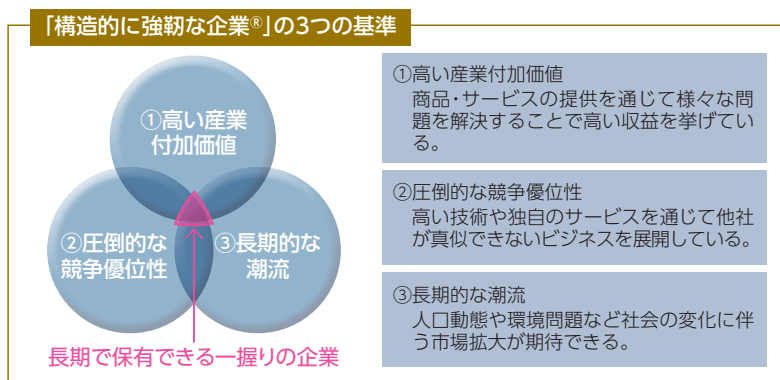 「構造的に強靭な企業®」の3つの基準
①高い産業
付加価値
②圧倒的な
競争優位性
③長期的な
潮流
長期で保有できる一握りの企業
①高い産業付加価値
商品・サービスの提供を通じて様々な問
題を解決することで高い収益を挙げてい
る。
②圧倒的な競争優位性
高い技術や独自のサービスを通じて他社
が真似できないビジネスを展開している。
③長期的な潮流
人口動態や環境問題など社会の変化に伴
う市場拡大が期待できる。